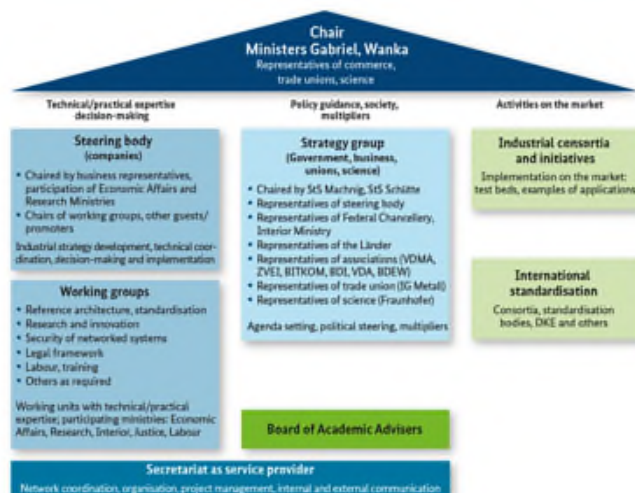 Chair
Ministers Gabriel, Wanka
Representatives of commerce,
trade unions, science
Technical/practical expertise
decision-making
Steering body
(companies)
• Chaired by business representatives,
participation of Economic Affairs and
Research Ministries
• Chairs of working groups, other guests/
promoters
Industrial strategy development, technical coor-
dination, decision-making and implementation
Working groups
• Reference architecture, standardisation
• Research and innovation
• Security of networked systems
• Legal framework
• Labour, training
• Others as required
Working units with technical/practical
expertise; participating ministries: Economic
Affairs, Research, Interior, Justice, Labour
Policy guidance, society,
multipliers
Strategy group
(Government, business,
unions, science)
• Chaired by StS Machnig, StS Schütte
• Representatives of steering body
• Representatives of Federal Chancellery,
Interior Ministry
• Representatives of the Länder
• Representatives of associations (VDMA,
ZVEI, BITKOM, BDI, VDA, BDEW)
• Representatives of trade union (IG Metall)
• Representatives of science (Fraunhofer)
Agenda setting, political steering, multipliers
Board of Academic Advisers
Activities on the market
Industrial consortia
and initiatives
Implementation on the market:
test beds, examples of applications
International
standardisation
Consortia, standardisation
bodies, DKE and others
Secretariat as service provider
Network coordination, organisation, project management, internal and external communication